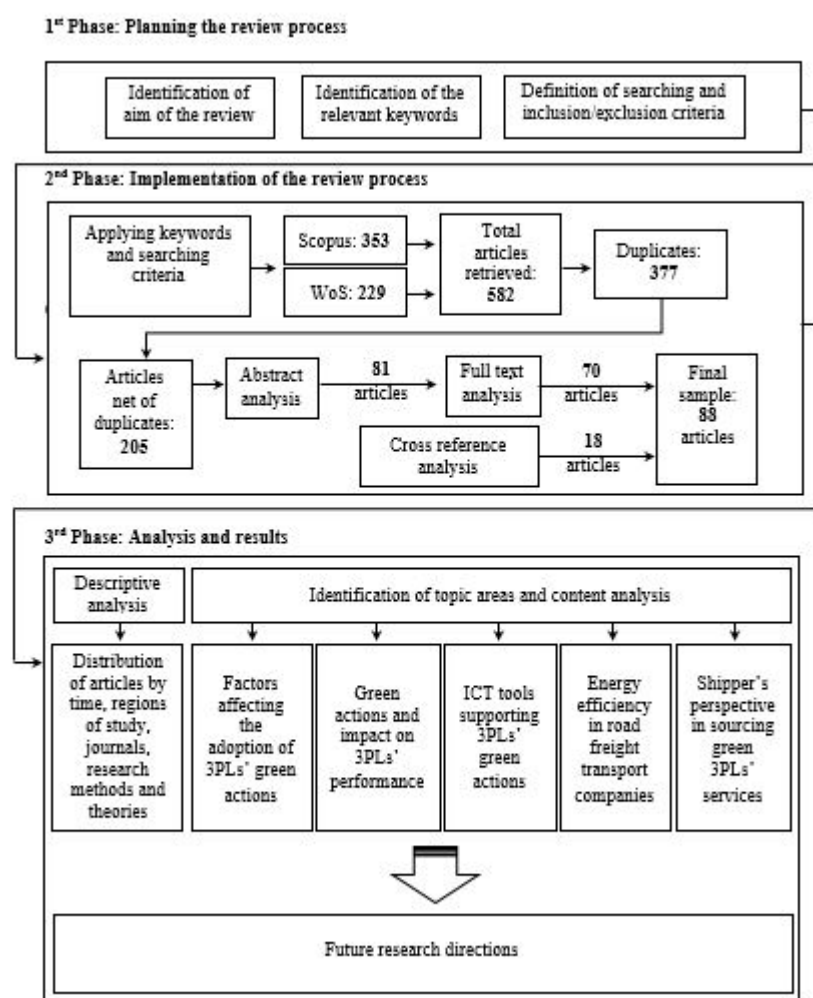 1st Phase: Planning the review process
Identification of
aim of the review
Identification of the
relevant keywords
Definition of searching and
inclusion/exclusion criteria
2nd Phase: Implementation of the review process
Applying keywords
and searching
criteria
Scopus: 353
WoS: 229
Total
articles
retrieved:
582
Duplicates:
377
Articles
net of
duplicates:
205
Abstract
analysis
81
articles
Full text
analysis
70
articles
Final
sample:
88
articles
Cross reference
analysis
18
articles
3rd Phase: Analysis and results
Descriptive
analysis
Identification of topic areas and content analysis
Distribution
of articles by
time, regions
of study,
journals,
research
methods and
theories
Factors
affecting
the
adoption of
3PLs' green
actions
Green
actions and
impact on
3PLs'
performance
ICT tools
supporting
3PLs'
green
actions
Energy
efficiency
in road
freight
transport
companies
Shipper's
perspective
in sourcing
green
3PLs'
services
Future research directions